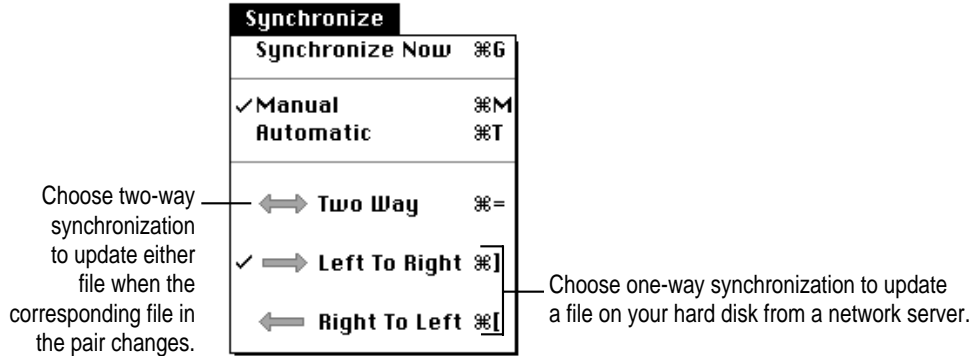 Synchronize
Synchronize Now ⌘G
✓Manual ⌘M
Automatic ⌘T
Two Way ⌘=
✓ Left To Right ⌘]
Right To Left ⌘[
Choose two-way
synchronization
to update either
file when the
corresponding file in
the pair changes.
Choose one-way synchronization to update
a file on your hard disk from a network server.